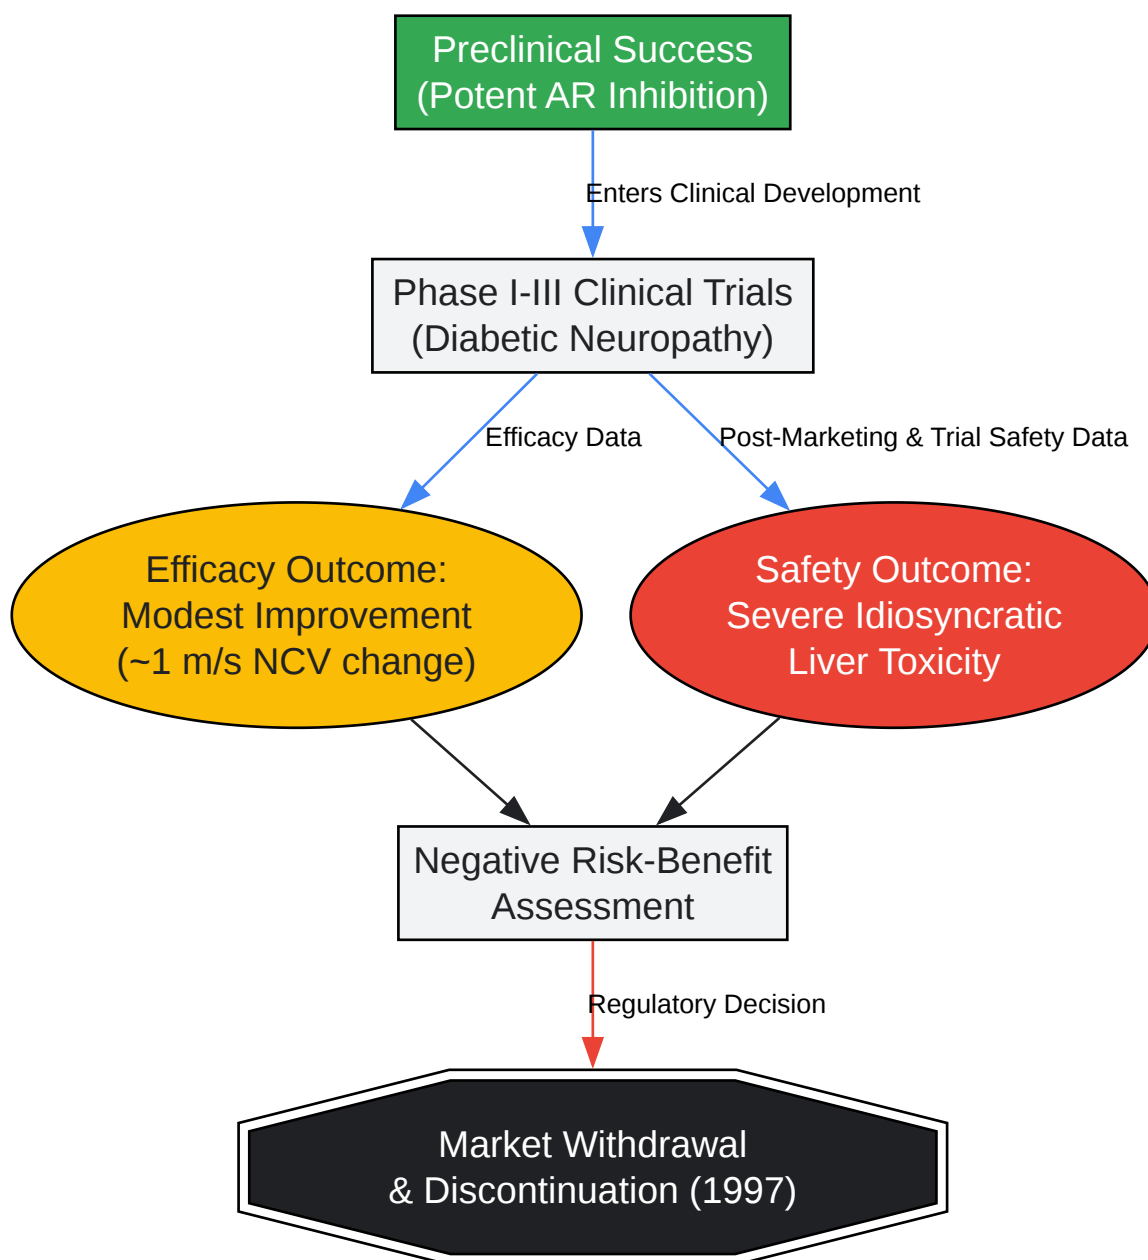 Preclinical Success
(Potent AR Inhibition)
Enters Clinical Development
Phase I-III Clinical Trials
(Diabetic Neuropathy)
Efficacy Data
Post-Marketing & Trial Safety Data
Efficacy Outcome:
Modest Improvement
(~1 m/s NCV change)
Safety Outcome:
Severe Idiosyncratic
Liver Toxicity
Negative Risk-Benefit
Assessment
Regulatory Decision
Market Withdrawal
& Discontinuation (1997)